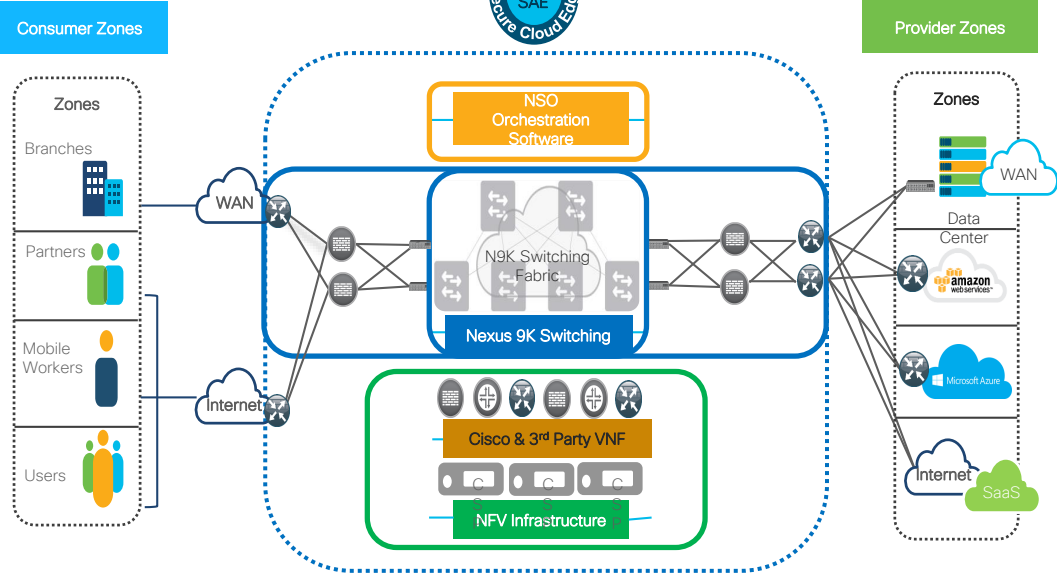 SAE
Secure Cloud Edge
Consumer Zones
Provider Zones
Zones
Branches
Partners
Mobile
Workers
Users
WAN
Internet
NSO
Orchestration
Software
N9K Switching
Fabric
Nexus 9K Switching
Cisco & 3rd Party VNF
C
S
P
C
S
P
C
S
P
NFV Infrastructure
Zones
WAN
Data
Center
amazon
web services™
Microsoft Azure
Internet
SaaS